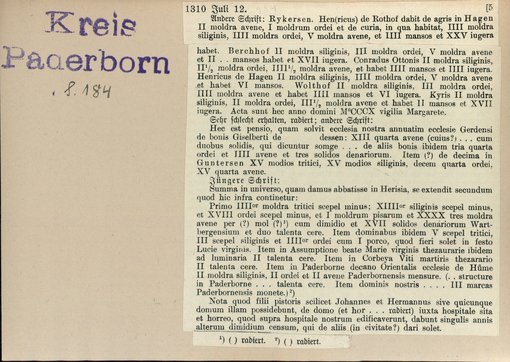 Kreis
Paderborn
, S. 184
1310 Juli 12. [5
Andere Schrift: Rykersen. Hen(ricus) de Rothof dabit de agris in Hagen
II moldra avene, I moldrum ordei et de curia, in qua habitat, IIII moldra
siliginis, IIII moldra ordei, V moldra avene, et IIII mansos et XXV iugera
habet. Berchhof II moldra siliginis, III moldra ordei, V moldra avene
et II . . mansos habet et XVII iugera. Conradus Ottonis II moldra siliginis,
II½ moldra ordei, IIII½ moldra avene, et habet IIII mansos et IIII iugera.
Henricus de Hagen II moldra siliginis, IIII moldra ordei, V moldra avene
et habet VI mansos. Wolthof II moldra siliginis, III moldra ordei,
IIII moldra avene et habet IIII mansos et VI iugera. Kyris II moldra
siliginis, II moldra ordei, III½ moldra avene et habet II mansos et XVII
iugera. Acta sunt hec anno domini M°CCCX vigilia Margarete.
Sehr schlecht erhalten, radiert; andere Schrift:
Hec est pensio, quam solvit ecclesia nostra annuatim ecclesie Gerdensi
de bonis Giselberti de dessen: XIII quarta avene (cuius?) . . . cum
duobus solidis, qui dicuntur somge . . . de aliis bonis ibidem tria quarta
ordei et IIII avene et tres solidos denariorum. Item (?) de decima in
Guntersen XV modios tritici, XV modios siliginis, decem quarta ordei,
XV quarta avene.
Jüngere Schrift:
Summa in universo, quam damus abbatisse in Herisia, se extendit secundum
quod hic infra continetur:
Primo IIIIor moldra tritici scepel minus; XIIIIor siliginis scepel minus,
et XVIII ordei scepel minus, et I moldrum pisarum et XXXX tres moldra
avene per (?) mol (?)¹) cum dimidio et XVII solidos denariorum Wart-
bergensium et duo talenta cere. Item dominabus ibidem V scepel tritici,
III scepel siliginis et IIIIor ordei cum I porco, quod fieri solet in festo
Lucie virginis. Item in Assumptione beate Marie virginis thezaurarie ibidem
ad luminaria II talenta cere. Item in Corbeya Viti martiris thezaurario
II talenta cere. Item in Paderborne decano Orientalis ecclesie de Hůme
II moldra siliginis, II ordei et II avene Paderbornensis mensure. (. . structure
in Paderborne . . . talenta cere. Item dominis nostris . . . . III marcas
Paderbornensis monete.)²)
Nota quod filii pistoris scilicet Johannes et Hermannus sive quicunque
domum illam possidebunt, de domo (et hor . . . radiert) iuxta hospitale sita
et horreo, quod supra hospitale nostrum edificaverunt, dabunt singulis annis
alterum dimidium censum, qui de aliis (in civitate?) dari solet.
¹) ( ) radiert. ²) ( ) radiert.